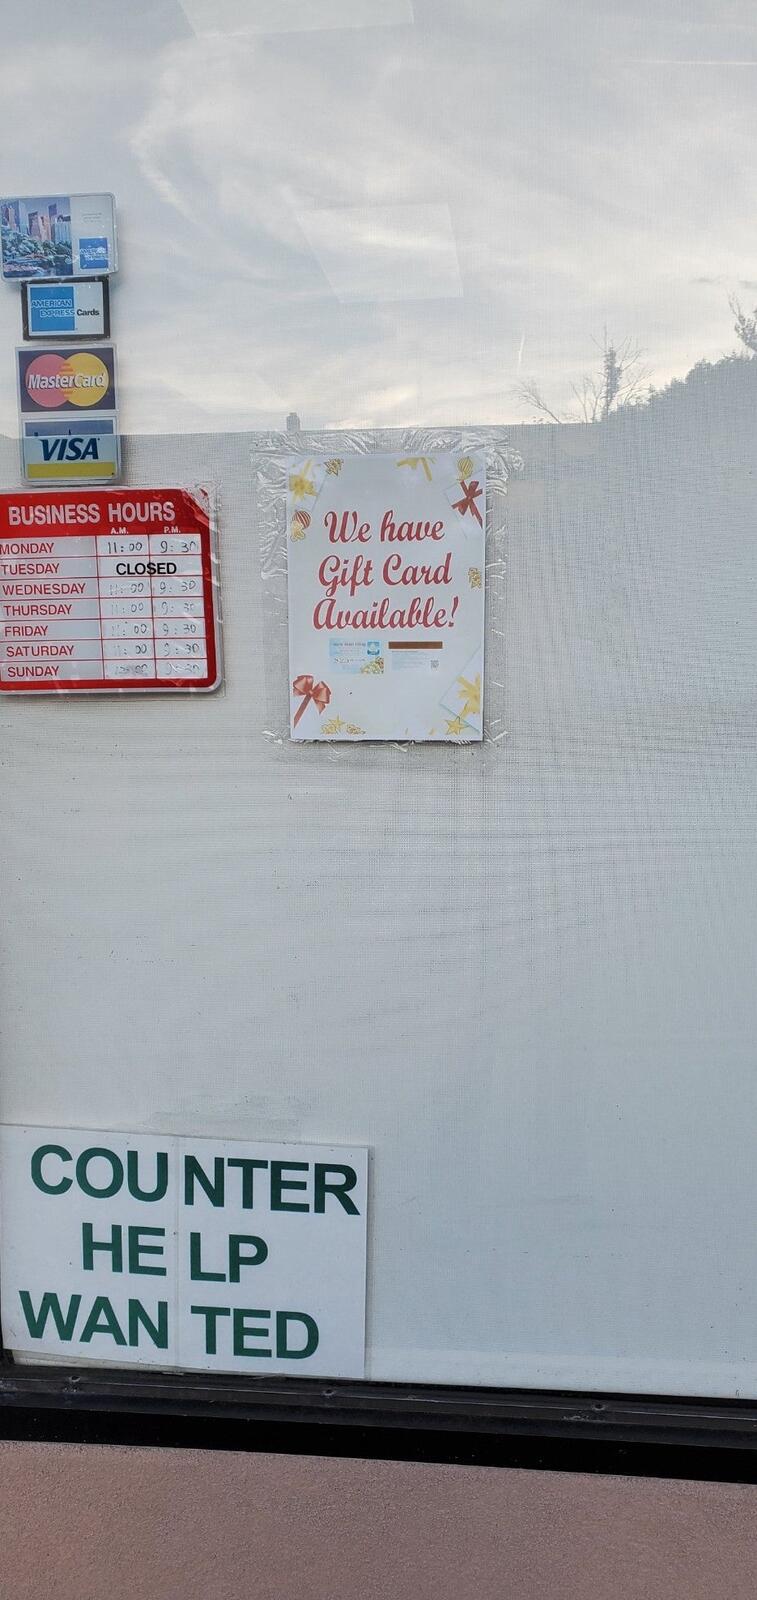 AMERICAN
EXPRESS Cards
MasterCard
VISA
BUSINESS HOURS
A.M. P.M.
MONDAY 11:00 9:30
TUESDAY CLOSED
WEDNESDAY 11:00 9:30
THURSDAY 11:00 9:30
FRIDAY 11:00 9:30
SATURDAY 11:00 9:30
SUNDAY 9:30
We have
Gift Card
Available!
COUNTER
HELP
WANTED